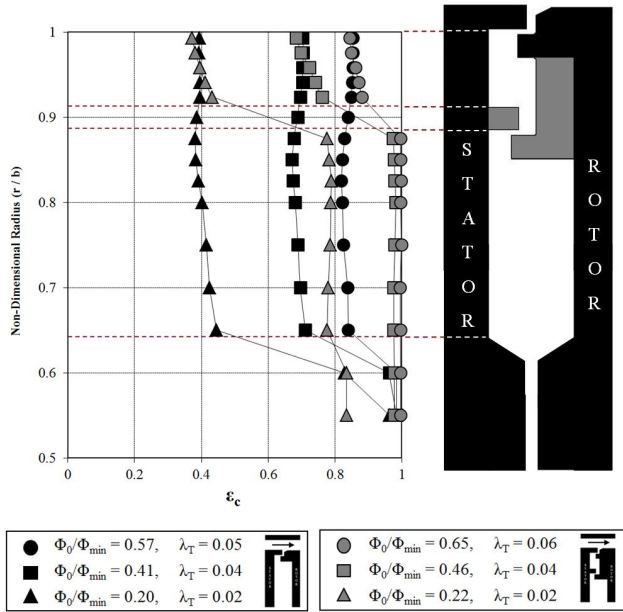 Non-Dimensional Radius (r / b)
1
0.9
0.8
0.7
0.6
0.5
0
0.2
0.4
0.6
0.8
1
εc
STATOR
ROTOR
Φ0/Φmin = 0.57, λT = 0.05
Φ0/Φmin = 0.41, λT = 0.04
Φ0/Φmin = 0.20, λT = 0.02
Φ0/Φmin = 0.65, λT = 0.06
Φ0/Φmin = 0.46, λT = 0.04
Φ0/Φmin = 0.22, λT = 0.02